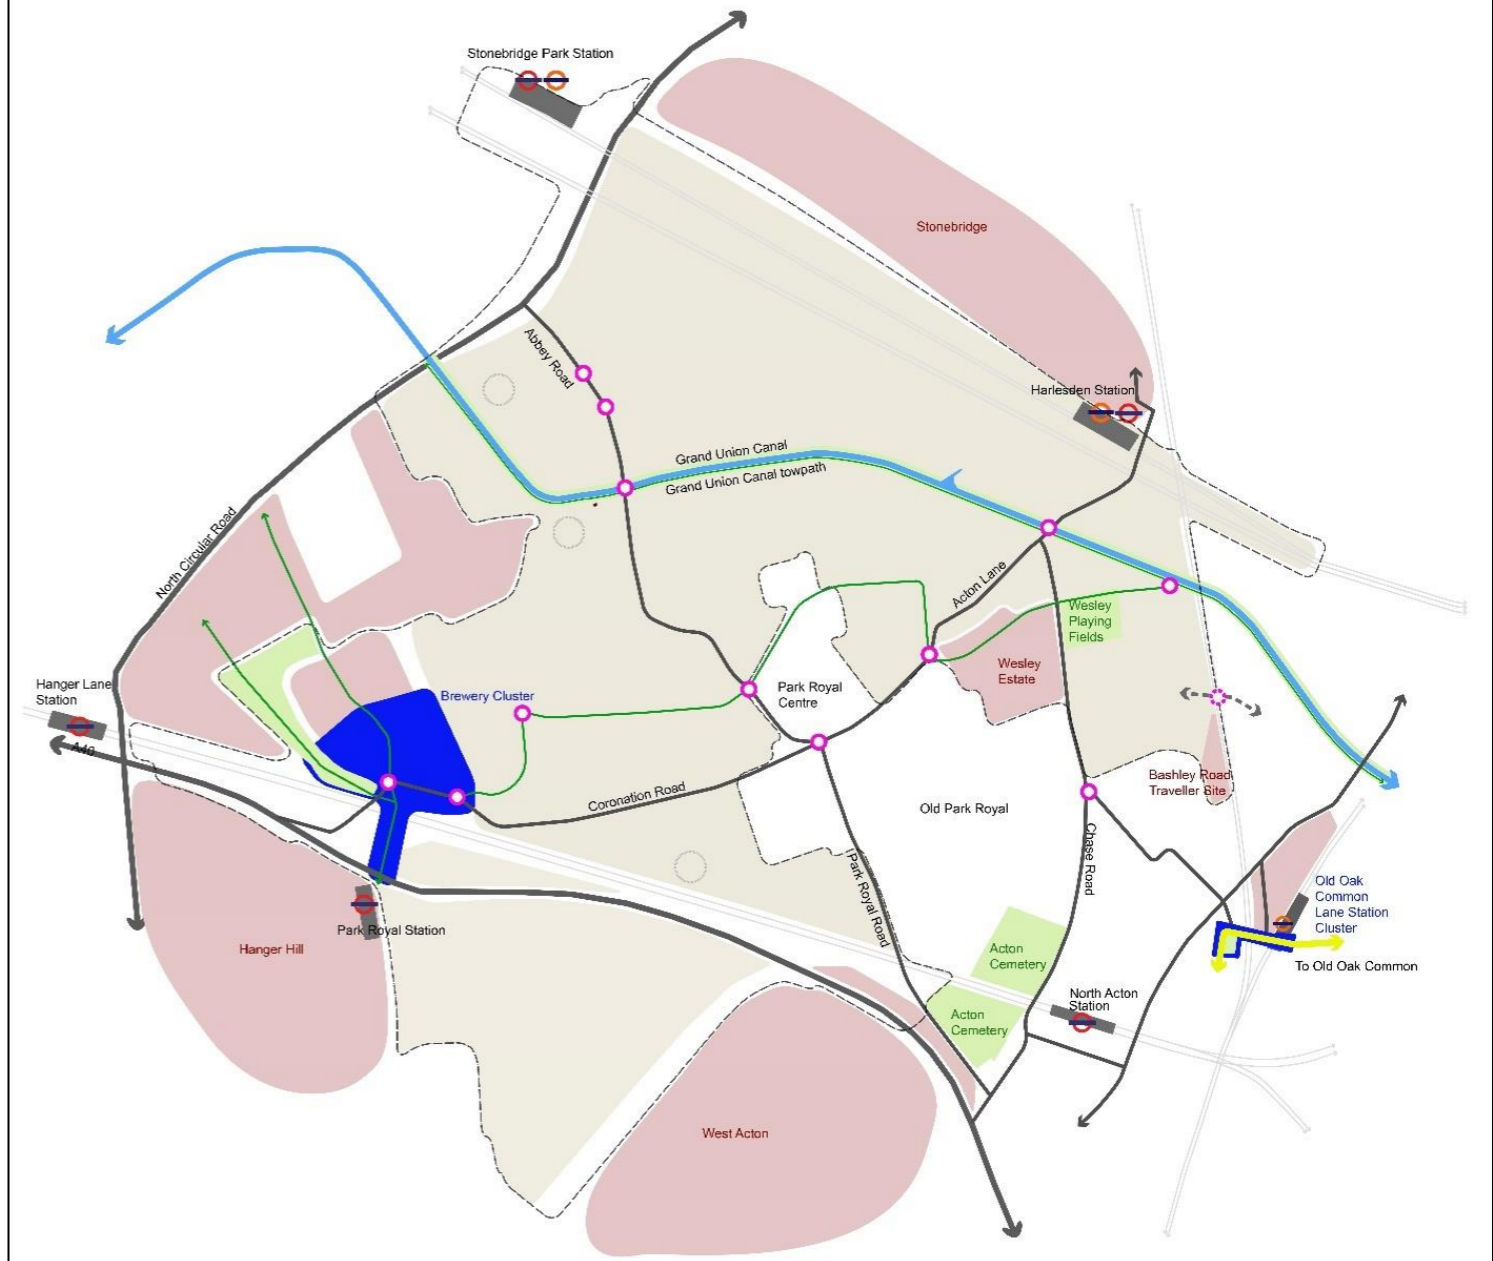 Stonebridge Park Station
Stonebridge
Abbey Road
Harlesden Station
Grand Union Canal
Grand Union Canal towpath
North Circular Road
Acton Lane
Wesley
Playing
Fields
Wesley
Estate
Hanger Lane
Station
A40
Brewery Cluster
Park Royal
Centre
Bashley Road
Traveller Site
Coronation Road
Old Park Royal
Chase Road
Park Royal Road
Old Oak
Common
Lane Station
Cluster
To Old Oak Common
Park Royal Station
Hanger Hill
Acton
Cemetery
North Acton
Station
Acton
Cemetery
West Acton